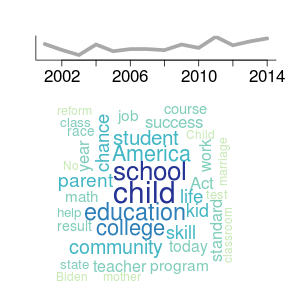 2002 2006 2010 2014
reform job course
class success
race chance student Child
year America work marriage
No school
parent child Act test
math life
help education kid standard classroom
result college skill
community today
state teacher program
Biden mother